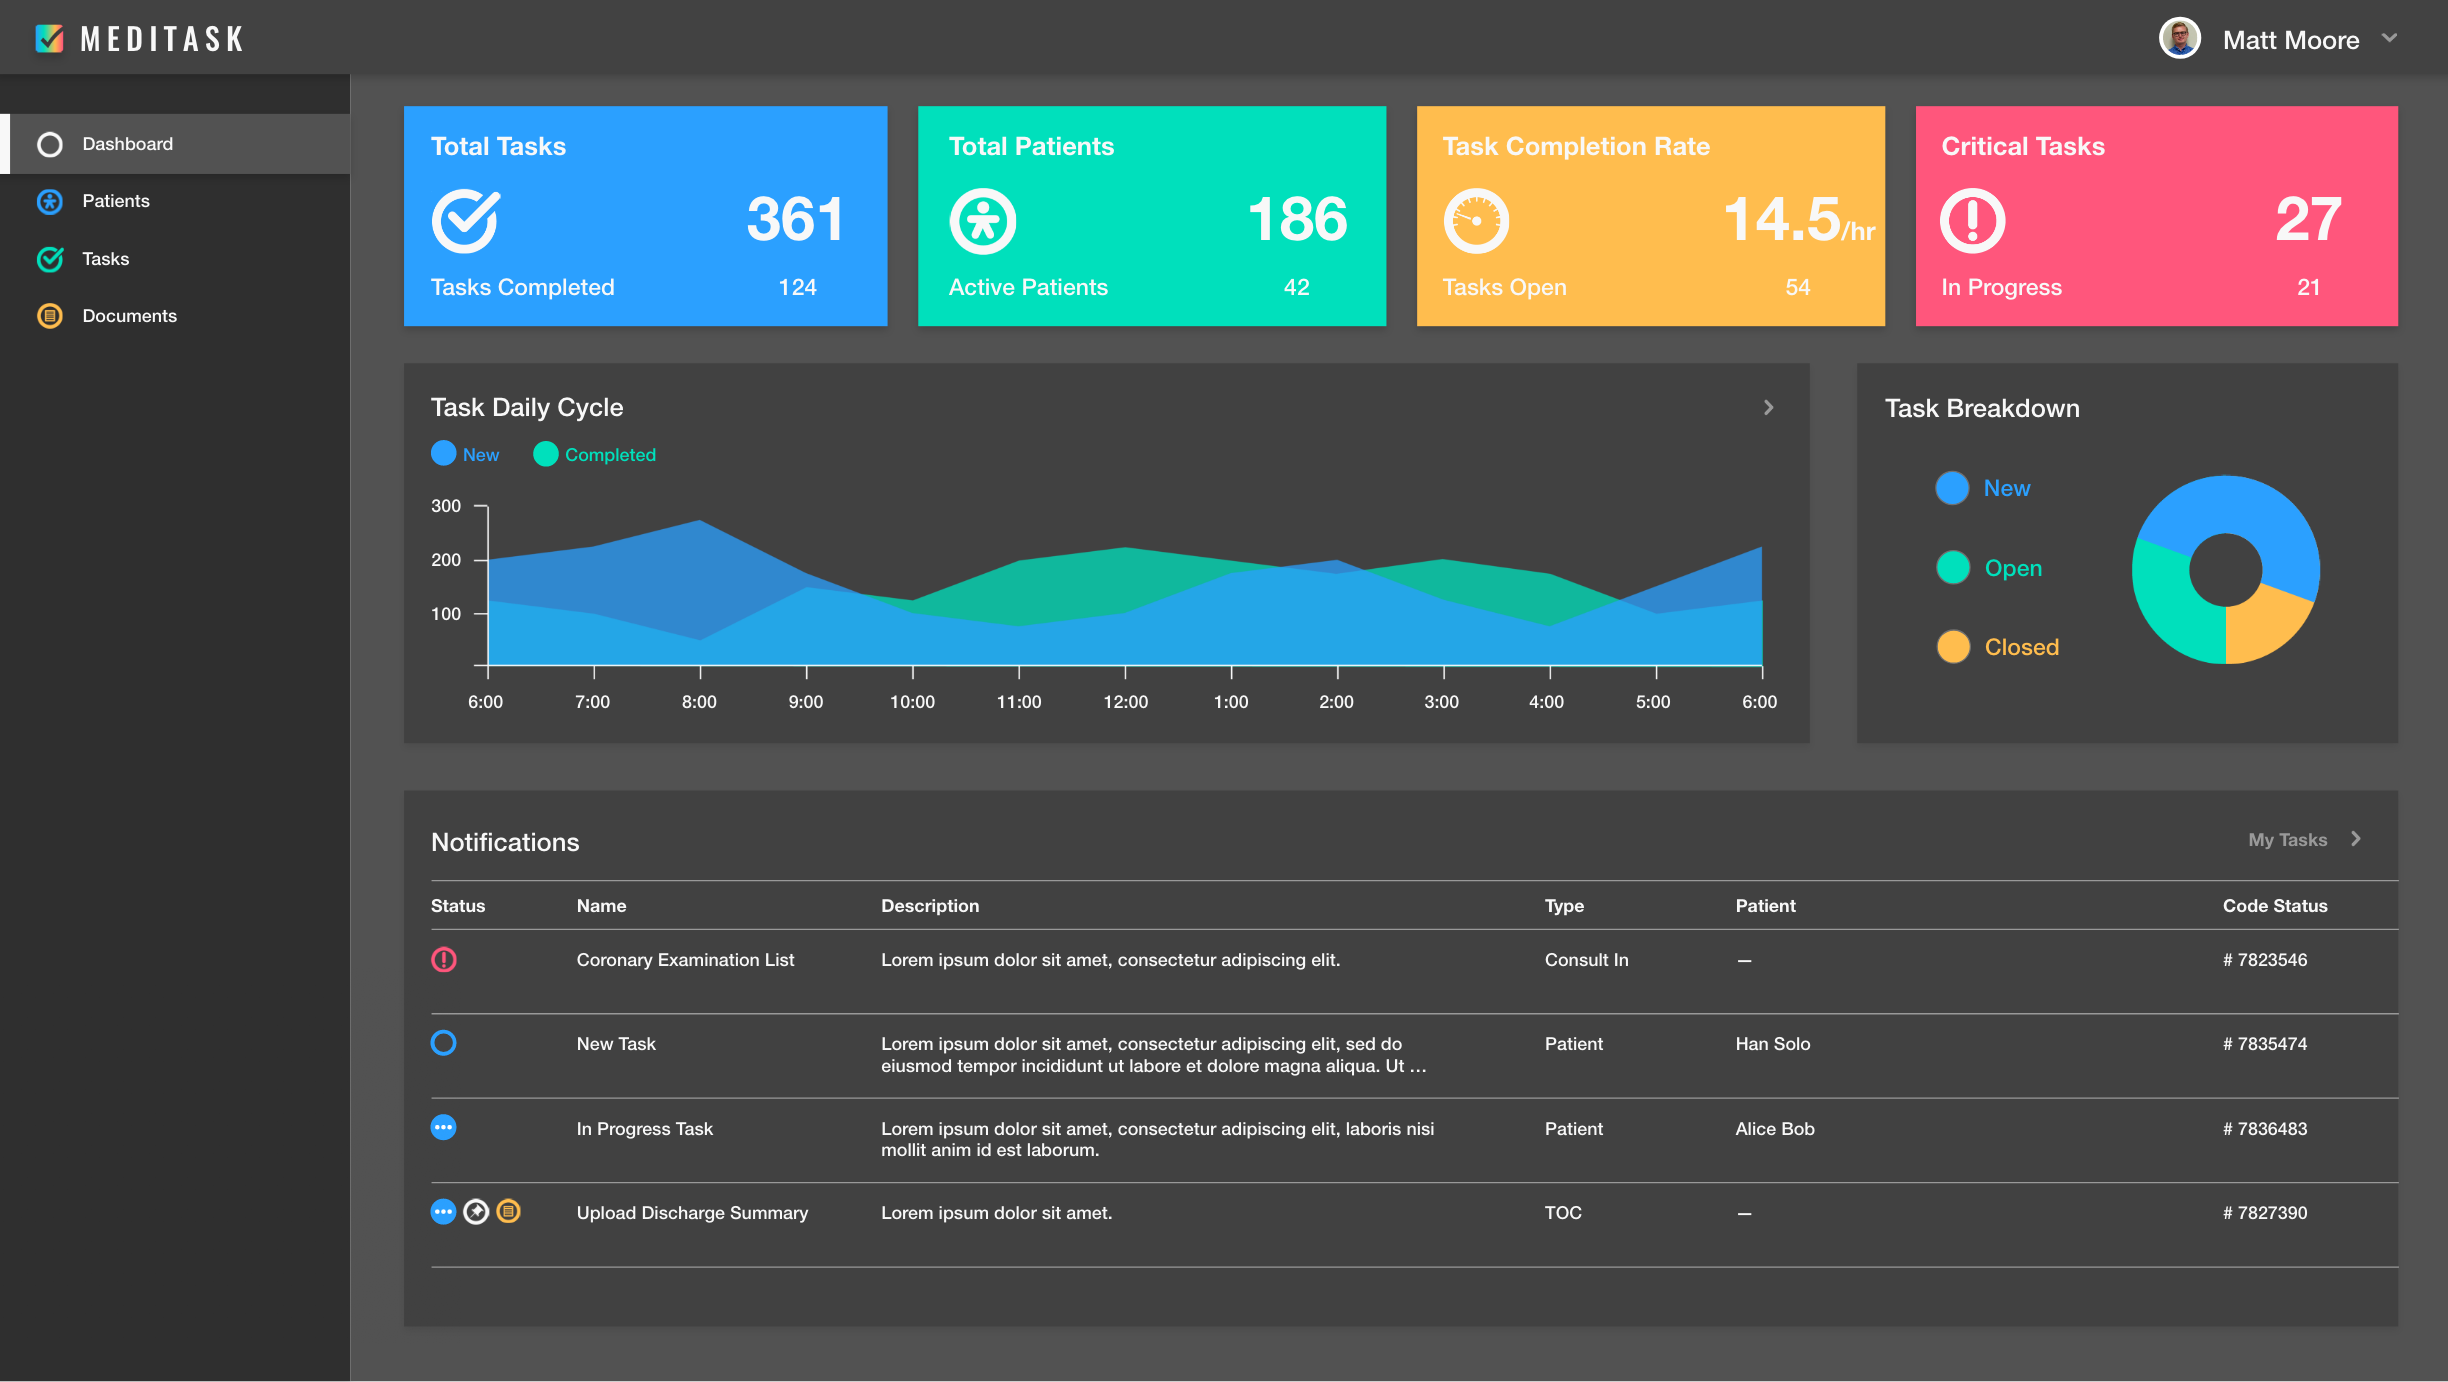 MEDITASK
Matt Moore
Dashboard
Patients
Tasks
Documents
Total Tasks
361
Tasks Completed 124
Total Patients
186
Active Patients 42
Task Completion Rate
14.5/hr
Tasks Open 54
Critical Tasks
27
In Progress 21
Task Daily Cycle
New Completed
300
200
100
6:00 7:00 8:00 9:00 10:00 11:00 12:00 1:00 2:00 3:00 4:00 5:00 6:00
Task Breakdown
New
Open
Closed
Notifications
My Tasks
Status Name Description Type Patient Code Status
Coronary Examination List Lorem ipsum dolor sit amet, consectetur adipiscing elit. Consult In — # 7823546
New Task Lorem ipsum dolor sit amet, consectetur adipiscing elit, sed do Patient Han Solo # 7835474
eiusmod tempor incididunt ut labore et dolore magna aliqua. Ut ...
In Progress Task Lorem ipsum dolor sit amet, consectetur adipiscing elit, laboris nisi Patient Alice Bob # 7836483
mollit anim id est laborum.
Upload Discharge Summary Lorem ipsum dolor sit amet. TOC — # 7827390